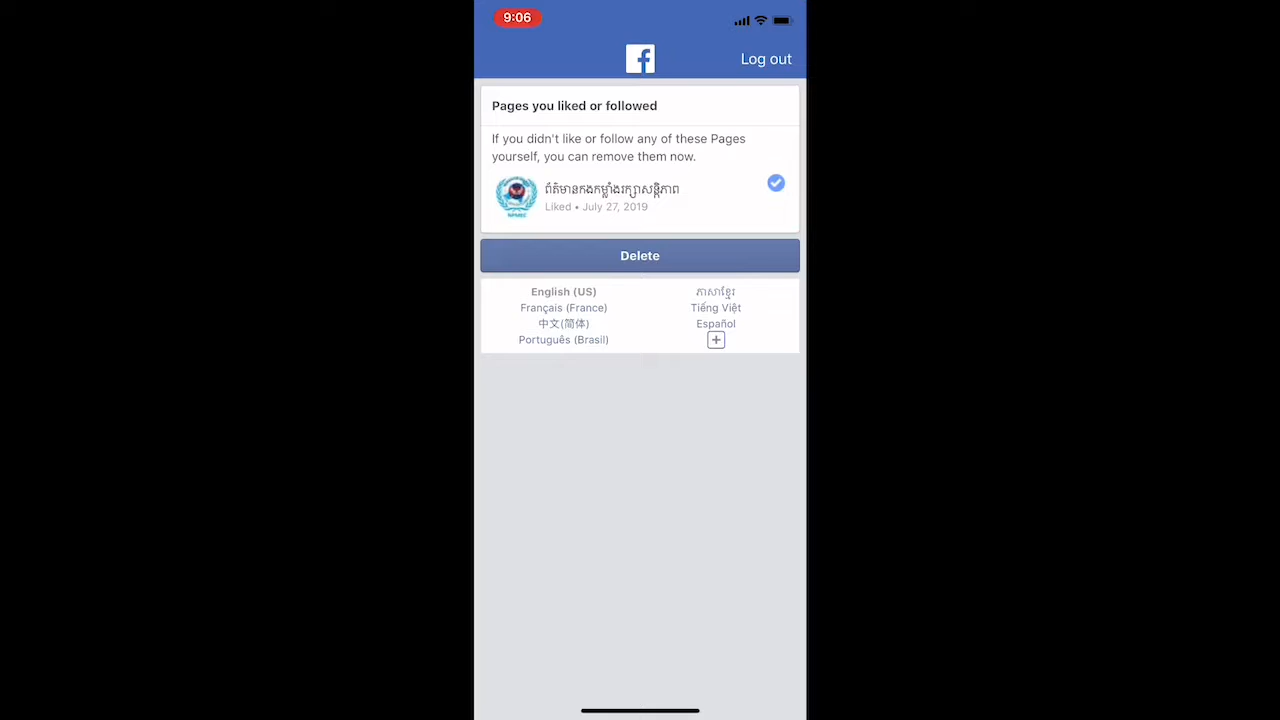 9:06
Log out
Pages you liked or followed
If you didn't like or follow any of these Pages
yourself, you can remove them now.
ព័ត៌មានកងកម្លាំងរក្សាសន្តិភាព
Liked • July 27, 2019
Delete
English (US)
ភាសាខ្មែរ
Français (France)
Tiếng Việt
中文(简体)
Español
Português (Brasil)